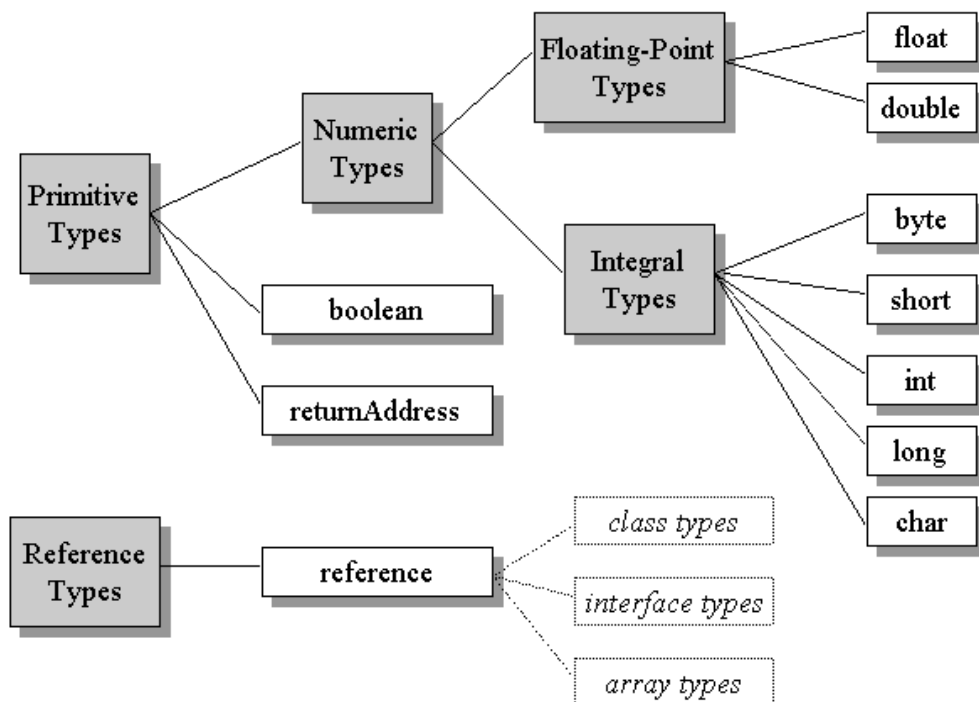 Primitive
Types
Numeric
Types
Floating-Point
Types
float
double
Integral
Types
byte
short
int
long
char
boolean
returnAddress
Reference
Types
reference
class types
interface types
array types